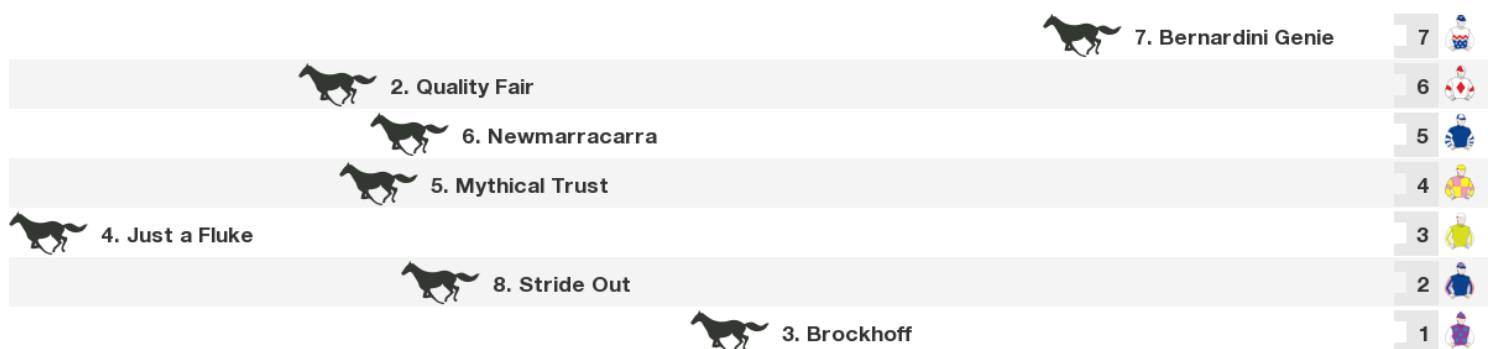 7. Bernardini Genie 7
2. Quality Fair 6
6. Newmarracarra 5
5. Mythical Trust 4
4. Just a Fluke 3
8. Stride Out 2
3. Brockhoff 1